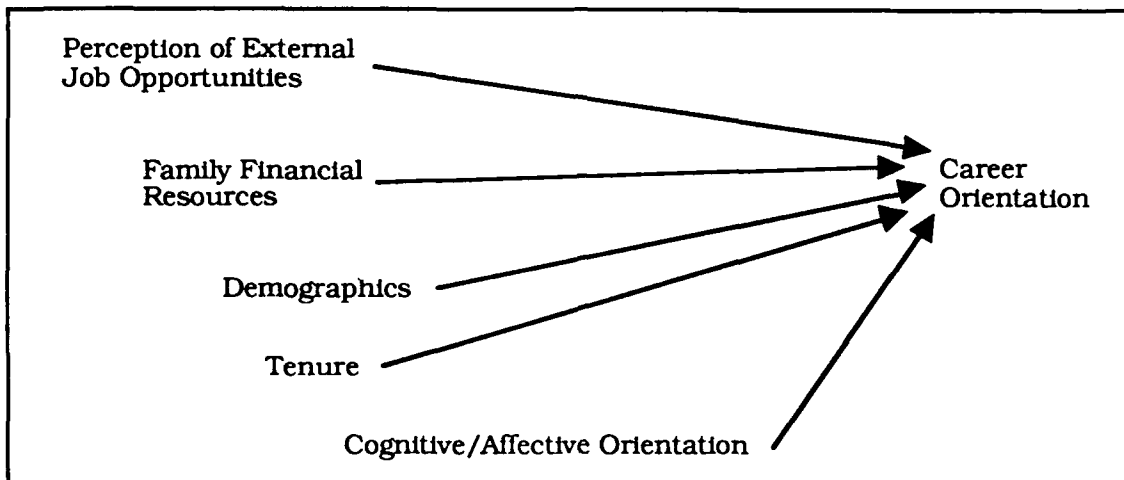 Perception of External
Job Opportunities
Family Financial
Resources
Career
Orientation
Demographics
Tenure
Cognitive/Affective Orientation